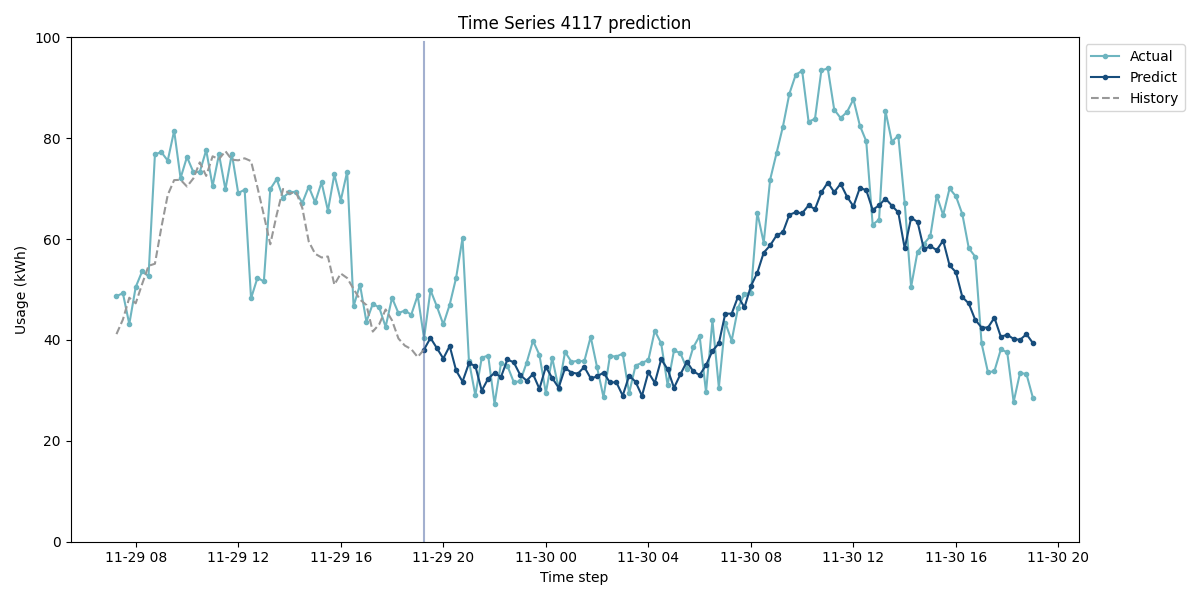 Time Series 4117 prediction
Usage (kWh)
100
80
60
40
20
0
11-29 08
11-29 12
11-29 16
11-29 20
11-30 00
11-30 04
11-30 08
11-30 12
11-30 16
11-30 20
Time step
Actual
Predict
History